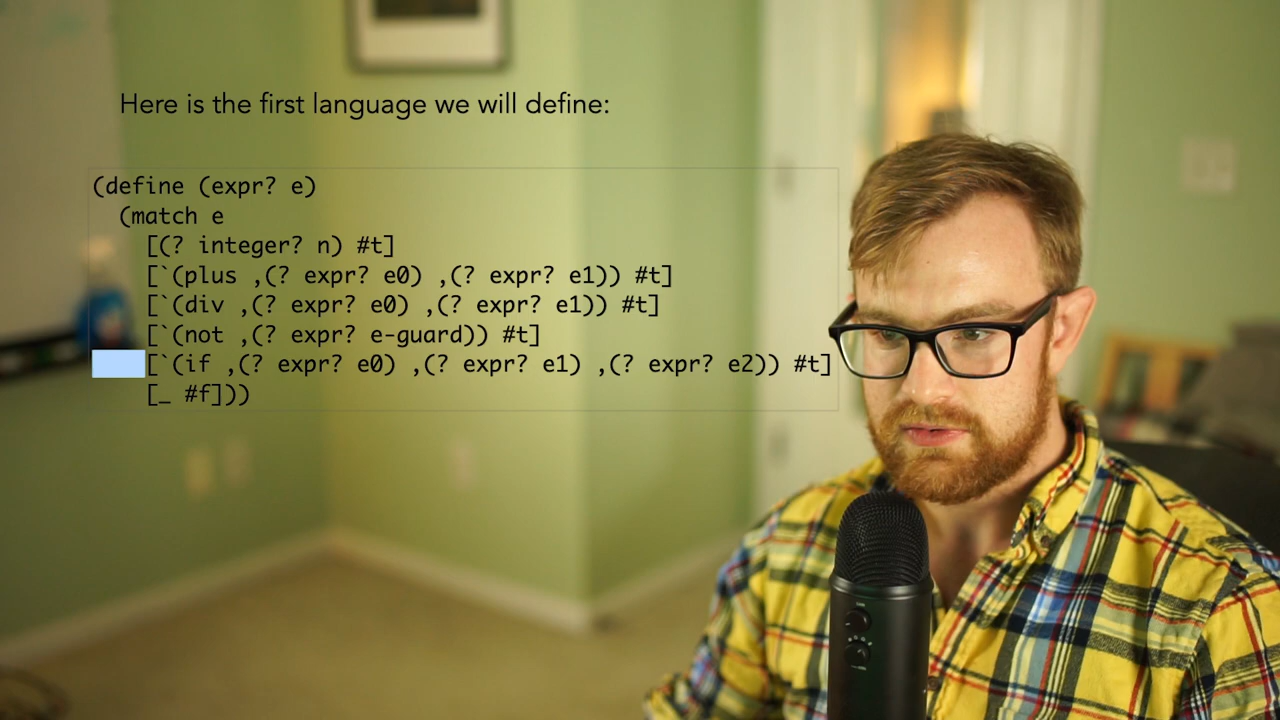 Here is the first language we will define:
(define (expr? e)
  (match e
    [(? integer? n) #t]
    [`(plus ,(? expr? e0) ,(? expr? e1)) #t]
    [`(div ,(? expr? e0) ,(? expr? e1)) #t]
    [`(not ,(? expr? e-guard)) #t]
    [`(if ,(? expr? e0) ,(? expr? e1) ,(? expr? e2)) #t]
    [_ #f]))